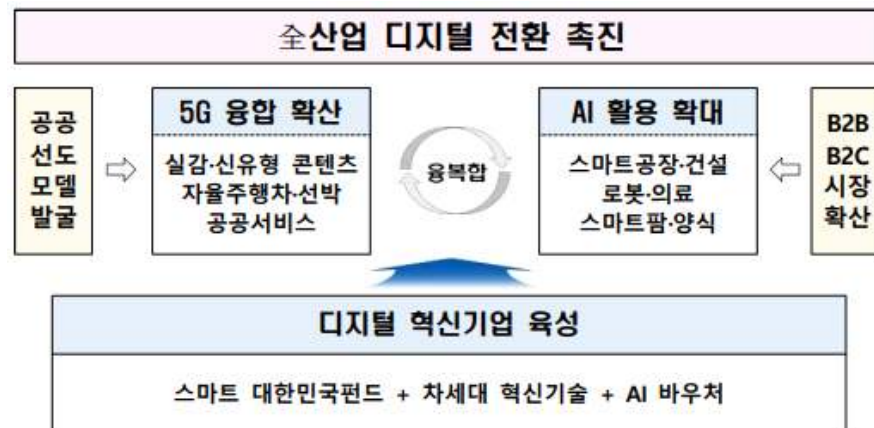 全산업 디지털 전환 촉진
공공
선도
모델
발굴
5G 융합 확산
실감·신유형 콘텐츠
자율주행차·선박
공공서비스
융복합
AI 활용 확대
스마트공장·건설
로봇·의료
스마트팜·양식
B2B
B2C
시장
확산
디지털 혁신기업 육성
스마트 대한민국펀드 + 차세대 혁신기술 + AI 바우처